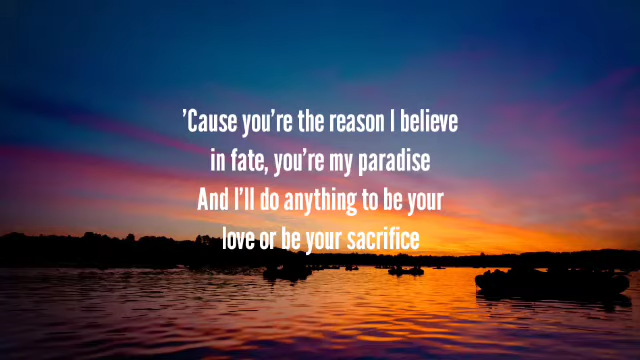 ’Cause you’re the reason I believe
in fate, you’re my paradise
And I’ll do anything to be your
love or be your sacrifice